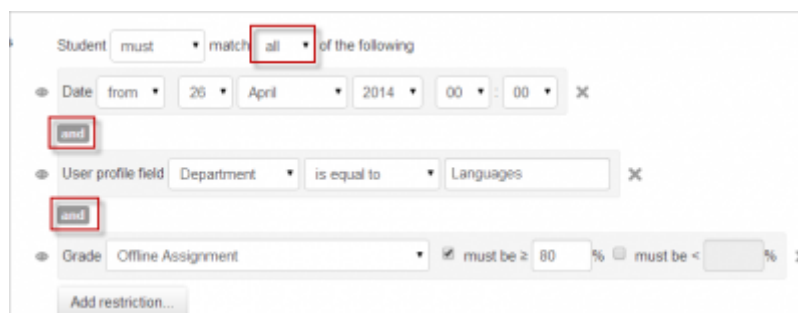 Student must match all of the following
Date from 26 April 2014 00 : 00
and
User profile field Department is equal to Languages
and
Grade Offline Assignment must be ≥ 80 % must be < %
Add restriction...